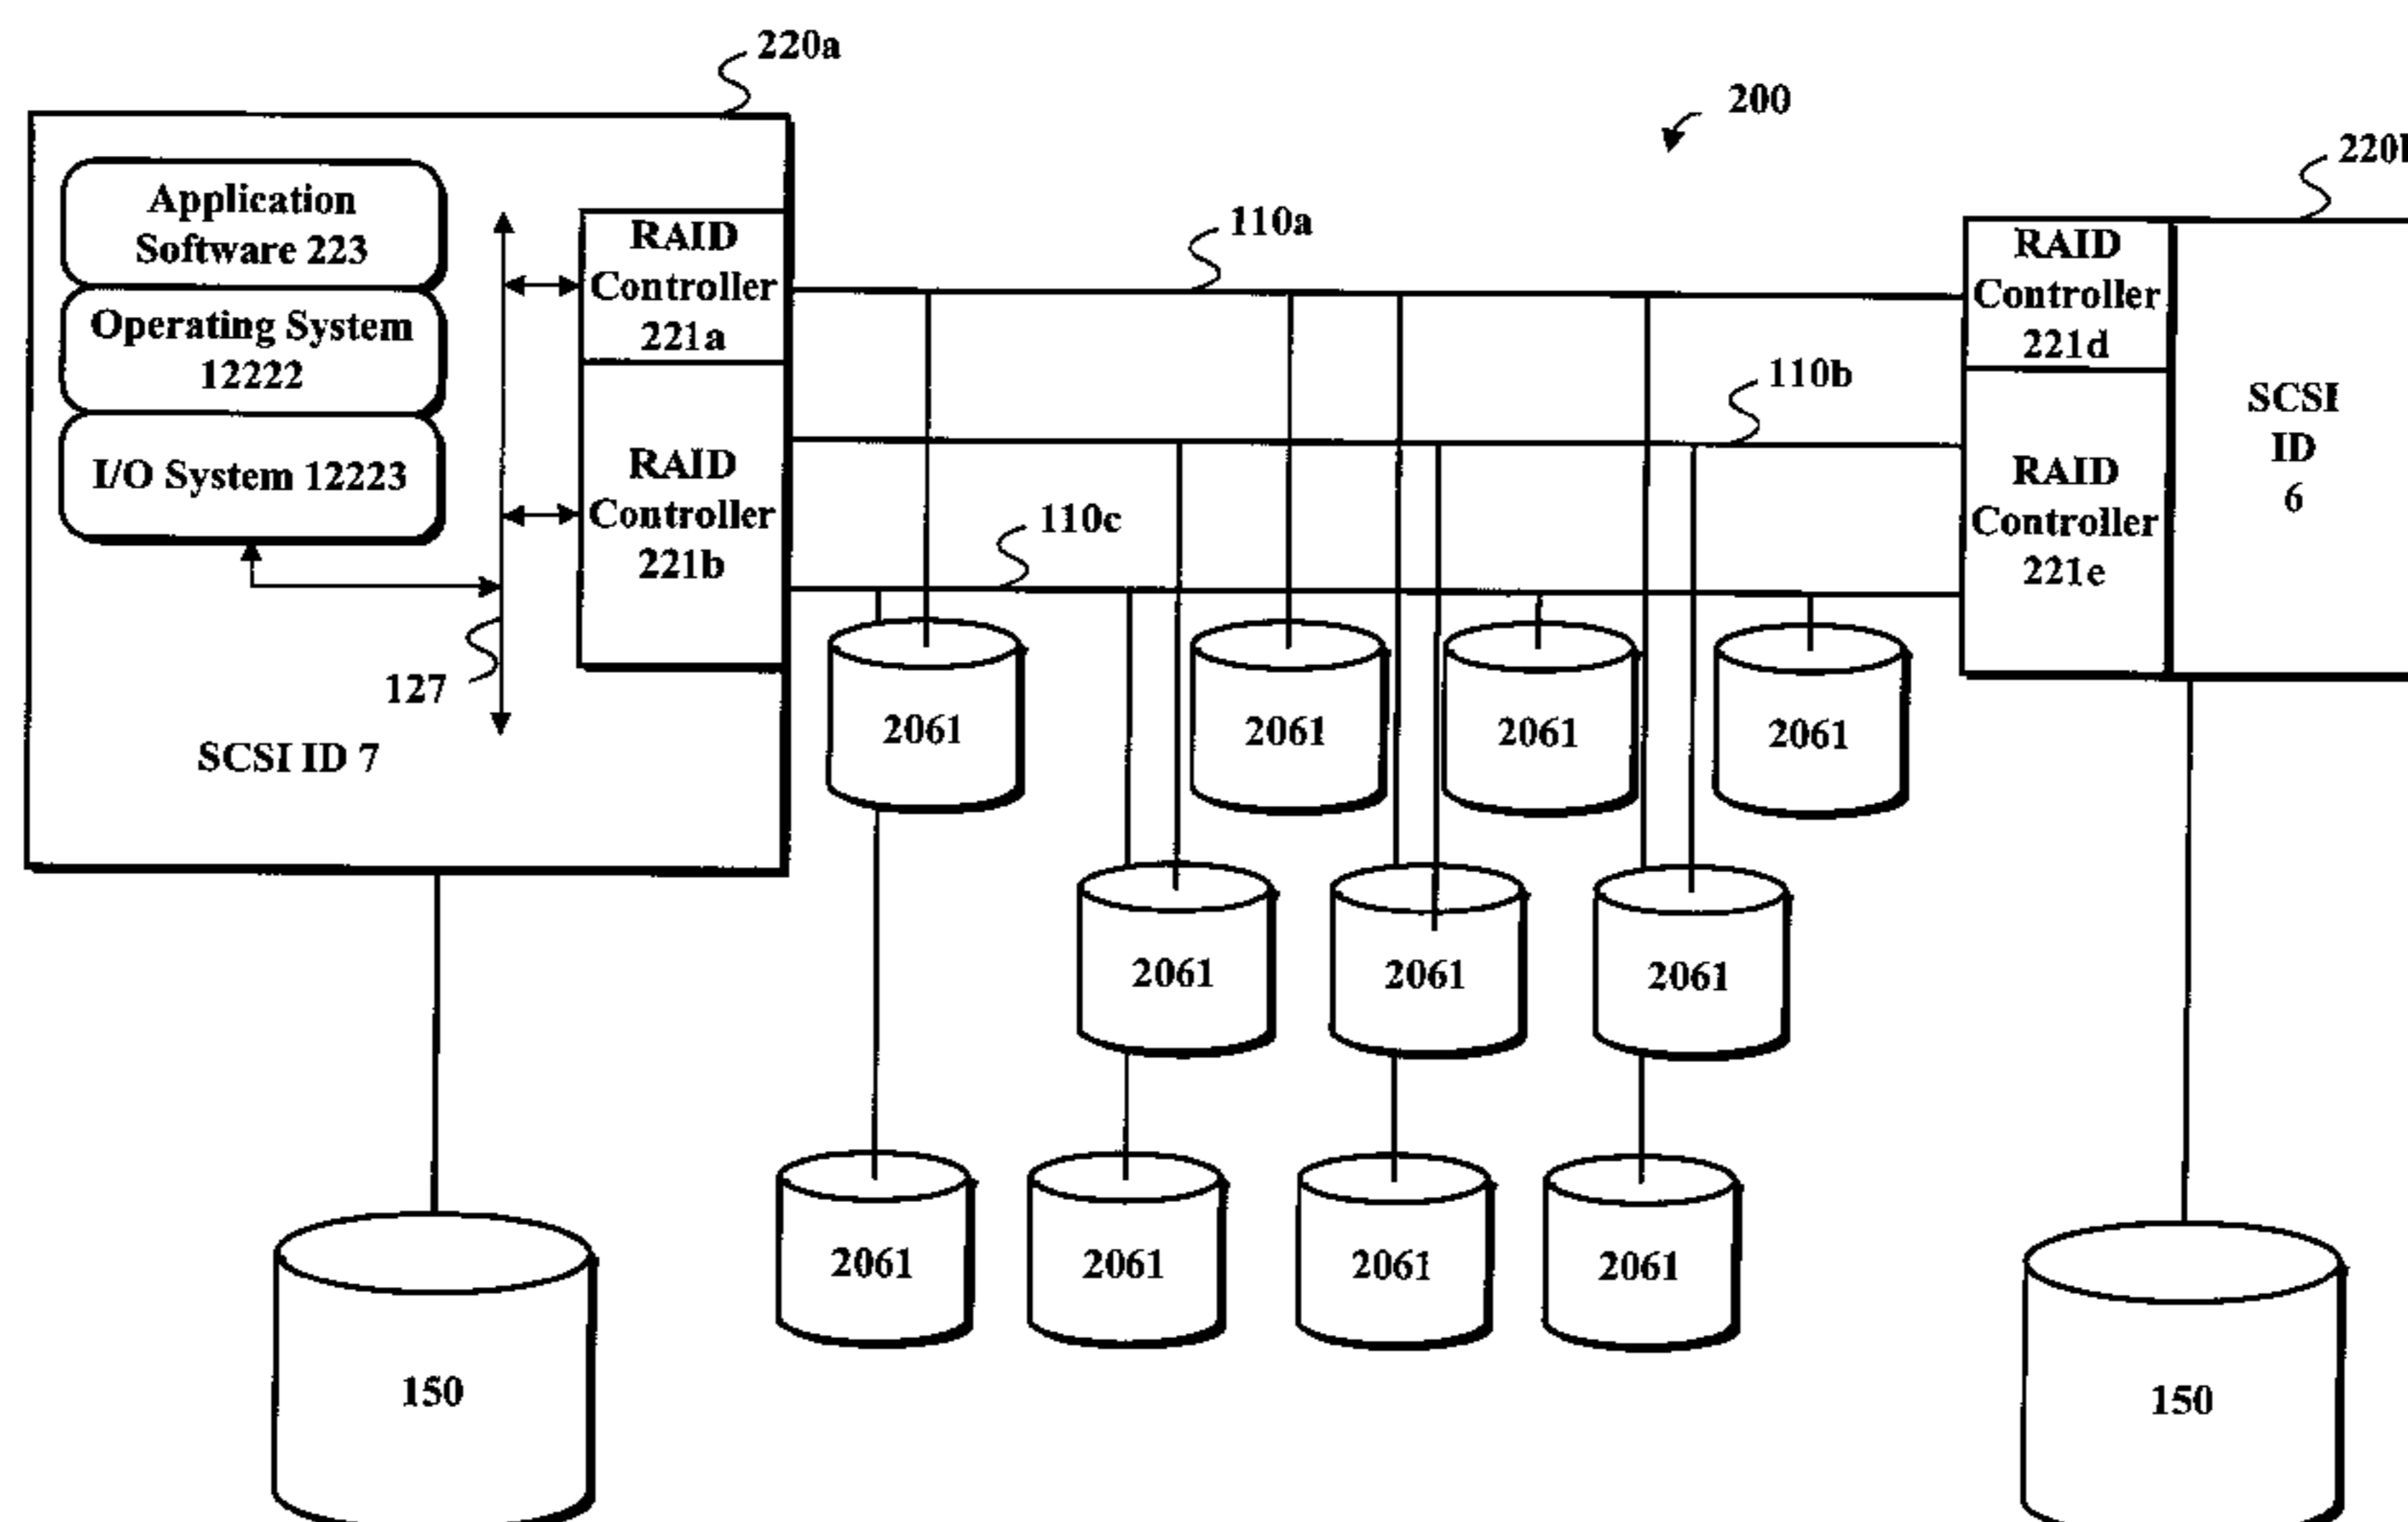 220a
200
220b
Application
Software 223
Operating System
12222
I/O System 12223
127
SCSI ID 7
RAID
Controller
221a
RAID
Controller
221b
110a
110b
110c
RAID
Controller
221d
RAID
Controller
221e
SCSI
ID
6
2061
2061
2061
2061
2061
2061
2061
2061
2061
2061
2061
150
150